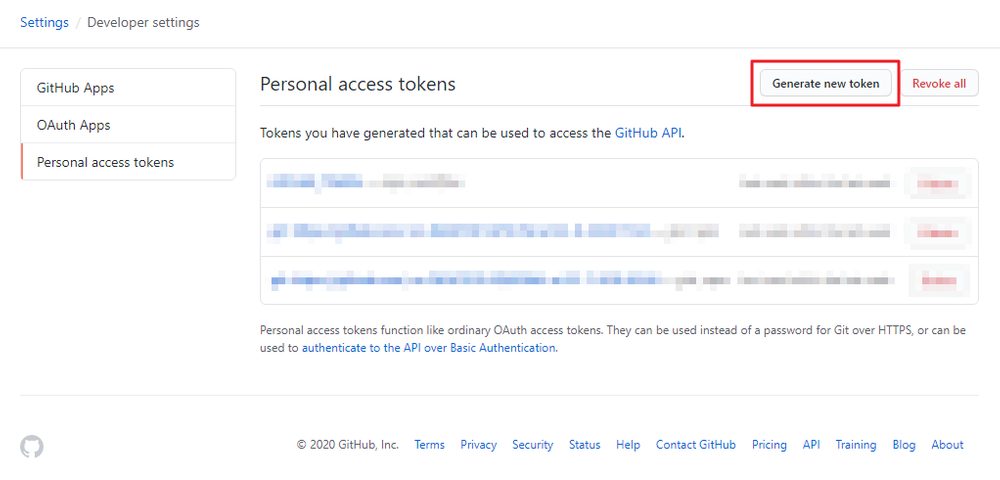 Settings / Developer settings
GitHub Apps
OAuth Apps
Personal access tokens
Personal access tokens
Generate new token
Revoke all
Tokens you have generated that can be used to access the GitHub API.
Personal access tokens function like ordinary OAuth access tokens. They can be used instead of a password for Git over HTTPS, or can be
used to authenticate to the API over Basic Authentication.
© 2020 GitHub, Inc. Terms Privacy Security Status Help Contact GitHub Pricing API Training Blog About